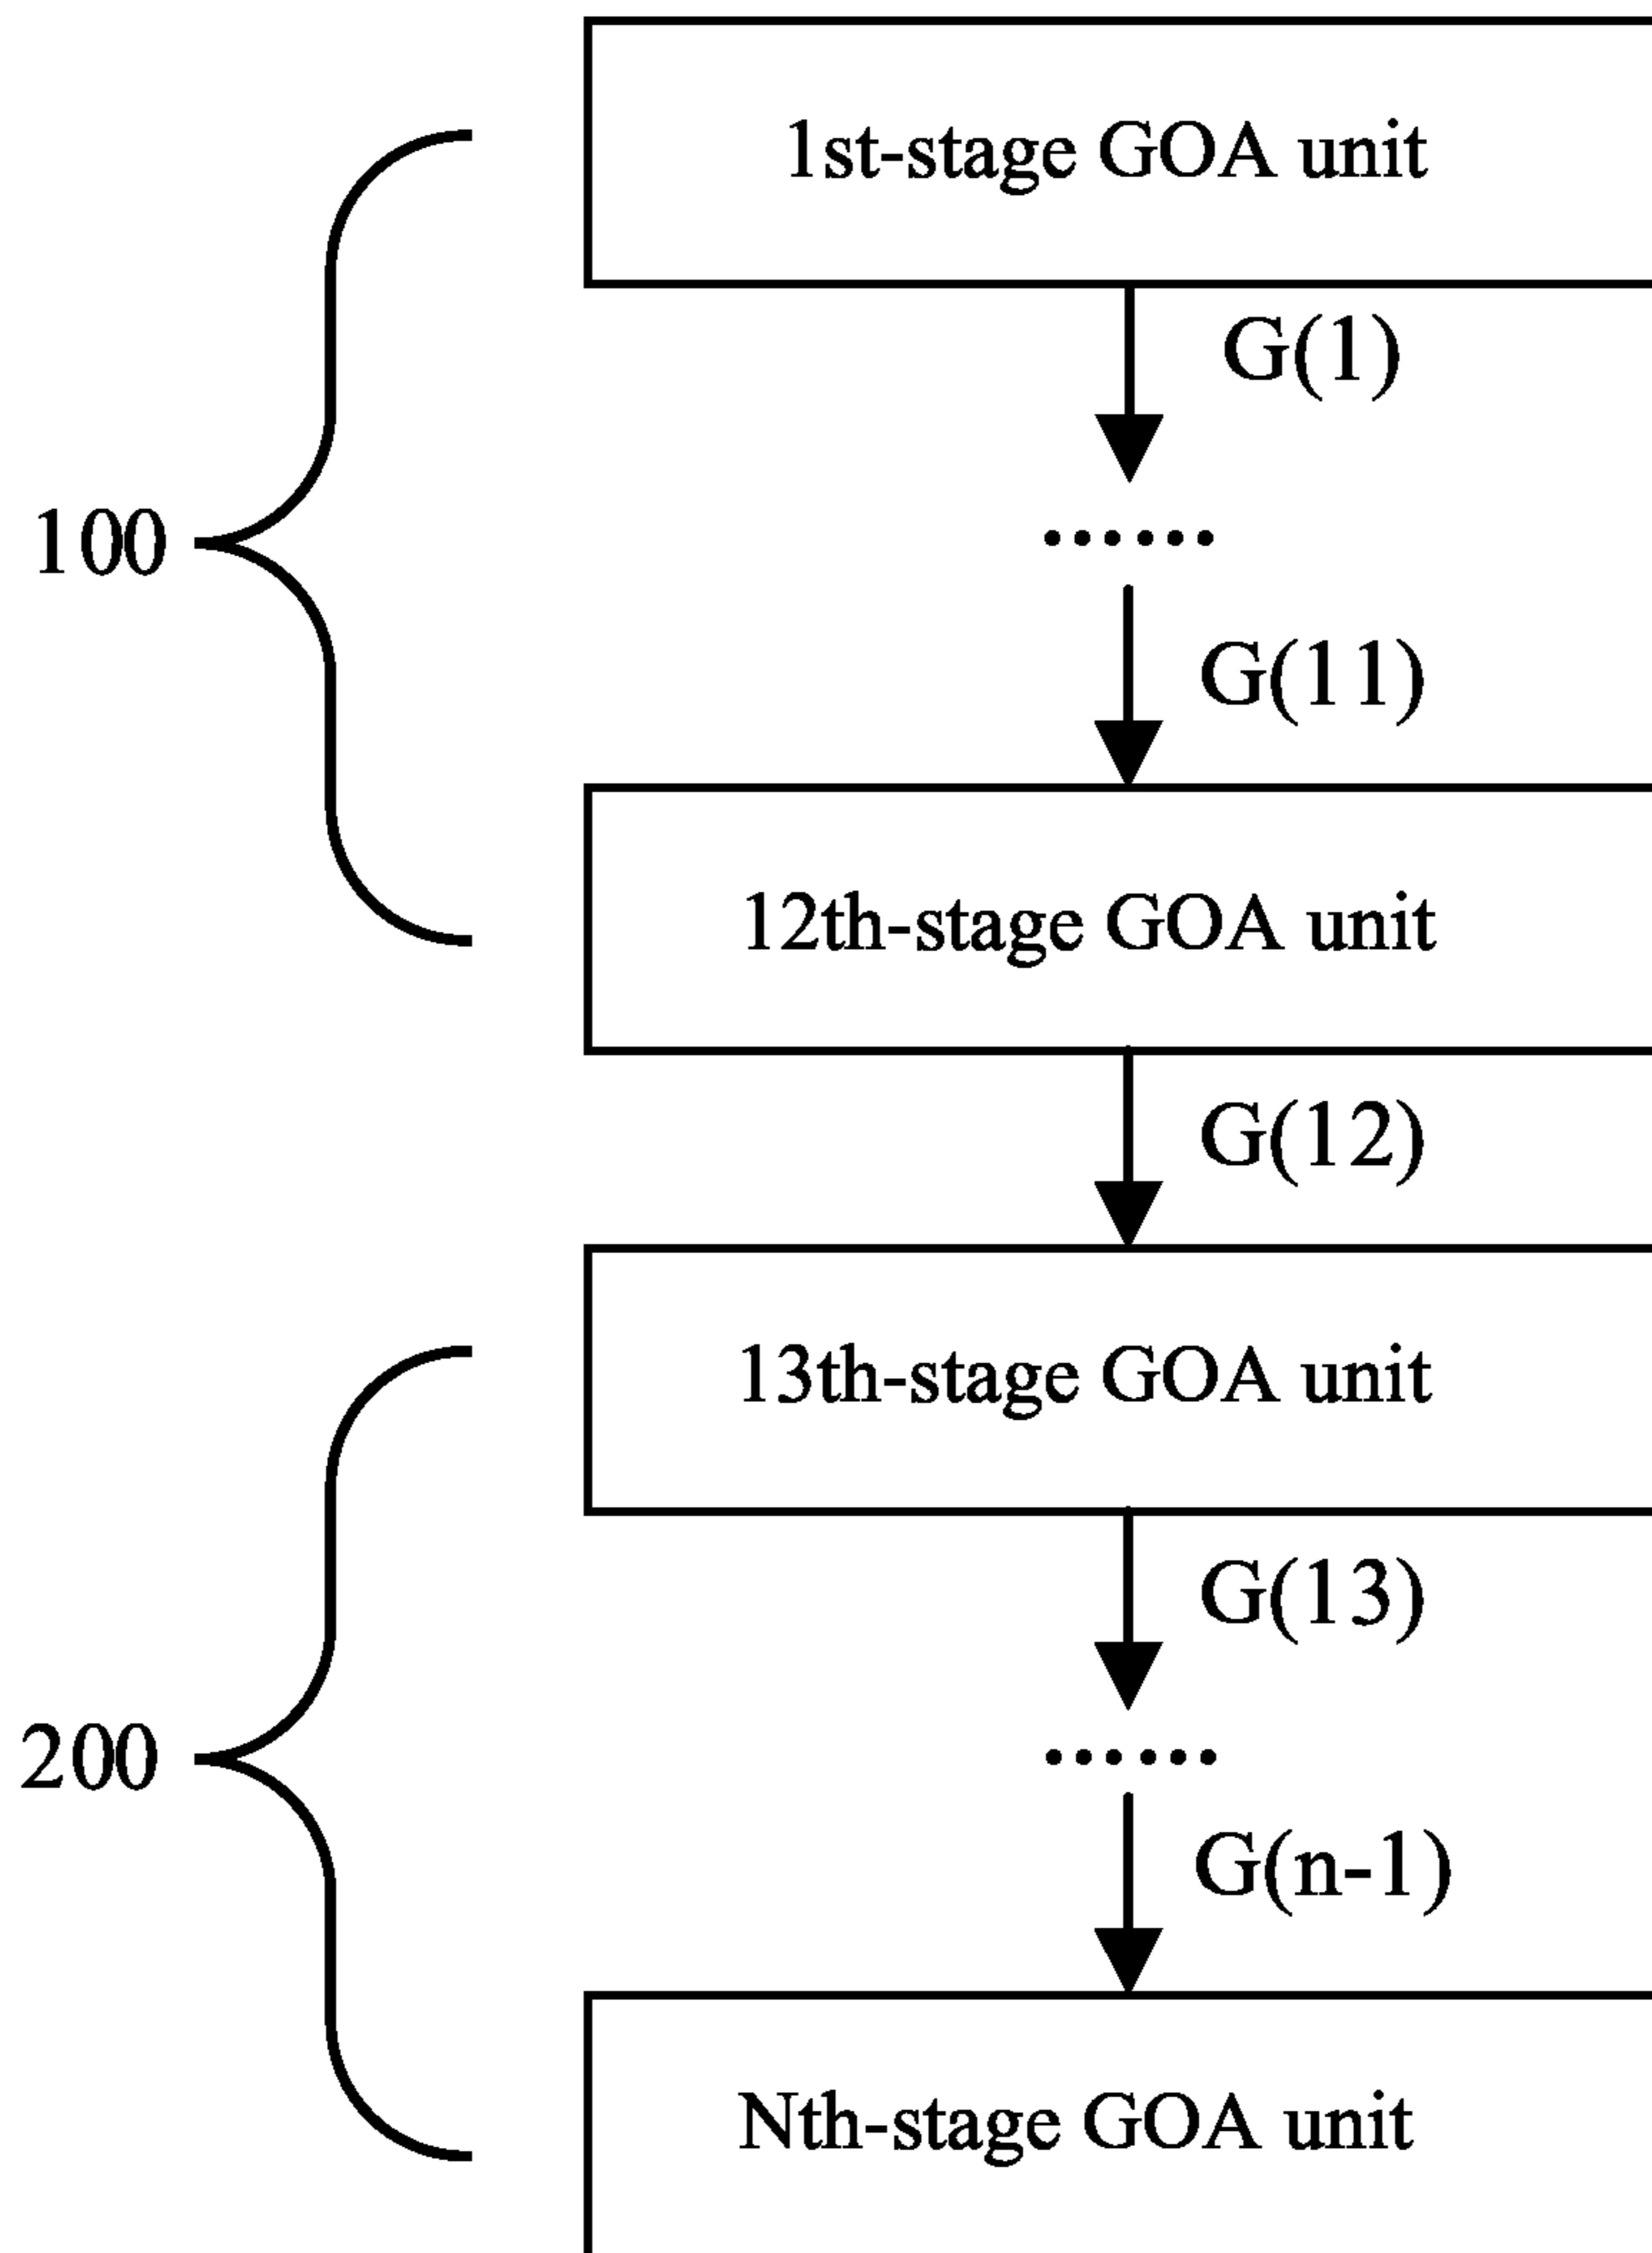 1st-stage GOA unit
G(1)
......
100
G(11)
12th-stage GOA unit
G(12)
13th-stage GOA unit
G(13)
200
......
G(n-1)
Nth-stage GOA unit